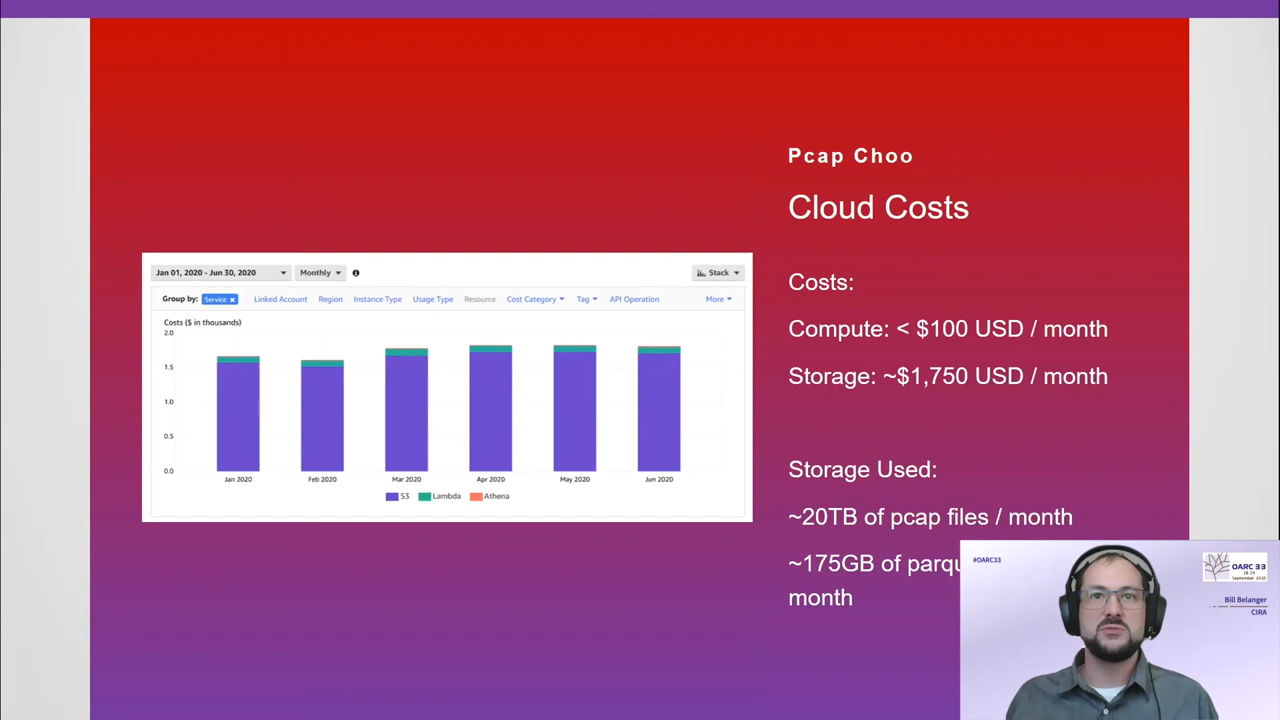 Pcap Choo
Cloud Costs
Costs:
Compute: < $100 USD / month
Storage: ~$1,750 USD / month
Storage Used:
~20TB of pcap files / month
~175GB of parqu
month
Jan 01, 2020 - Jun 30, 2020 Monthly Stack
Group by: Service × Linked Account Region Instance Type Usage Type Resource Cost Category Tag API Operation More
Costs ($ in thousands)
2.0
1.5
1.0
0.5
0.0
Jan 2020 Feb 2020 Mar 2020 Apr 2020 May 2020 Jun 2020
S3 Lambda Athena
#OARC33
OARC 33
September 2020
Bill Belanger
CIRA